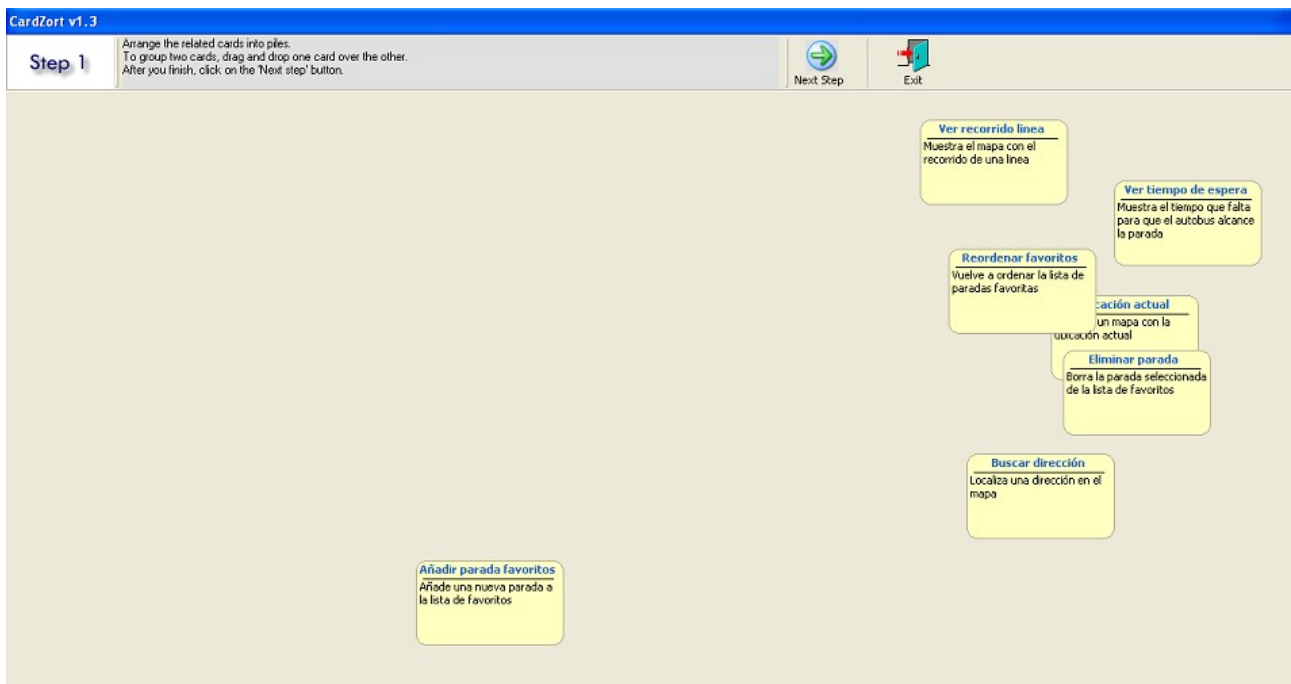 CardZort v1.3
Step 1
Arrange the related cards into piles.
To group two cards, drag and drop one card over the other.
After you finish, click on the 'Next step' button.
Next Step
Exit
Ver recorrido linea
Muestra el mapa con el
recorrido de una linea
Ver tiempo de espera
Muestra el tiempo que falta
para que el autobus alcance
la parada
Reordenar favoritos
Vuelve a ordenar la lista de
paradas favoritas
actual
un mapa con la
ubicación actual
Eliminar parada
Borra la parada seleccionada
de la lista de favoritos
Buscar dirección
Localiza una dirección en el
mapa
Añadir parada favoritos
Añade una nueva parada a
la lista de favoritos